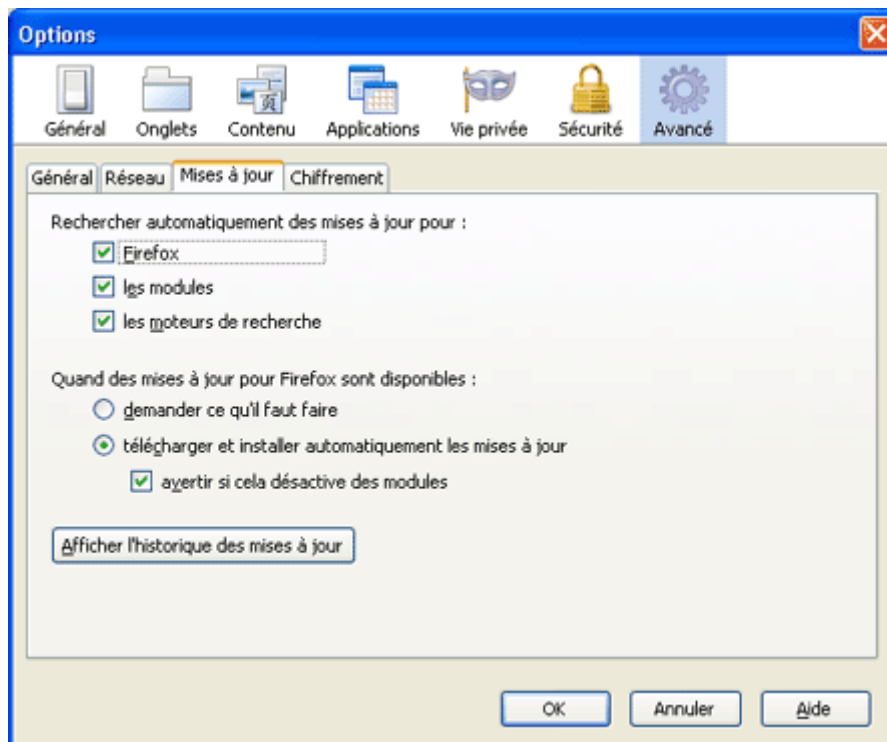 Options
Général Onglets Contenu Applications Vie privée Sécurité Avancé
Général Réseau Mises à jour Chiffrement
Rechercher automatiquement des mises à jour pour :
Firefox
les modules
les moteurs de recherche
Quand des mises à jour pour Firefox sont disponibles :
demander ce qu'il faut faire
télécharger et installer automatiquement les mises à jour
avertir si cela désactive des modules
Afficher l'historique des mises à jour
OK Annuler Aide